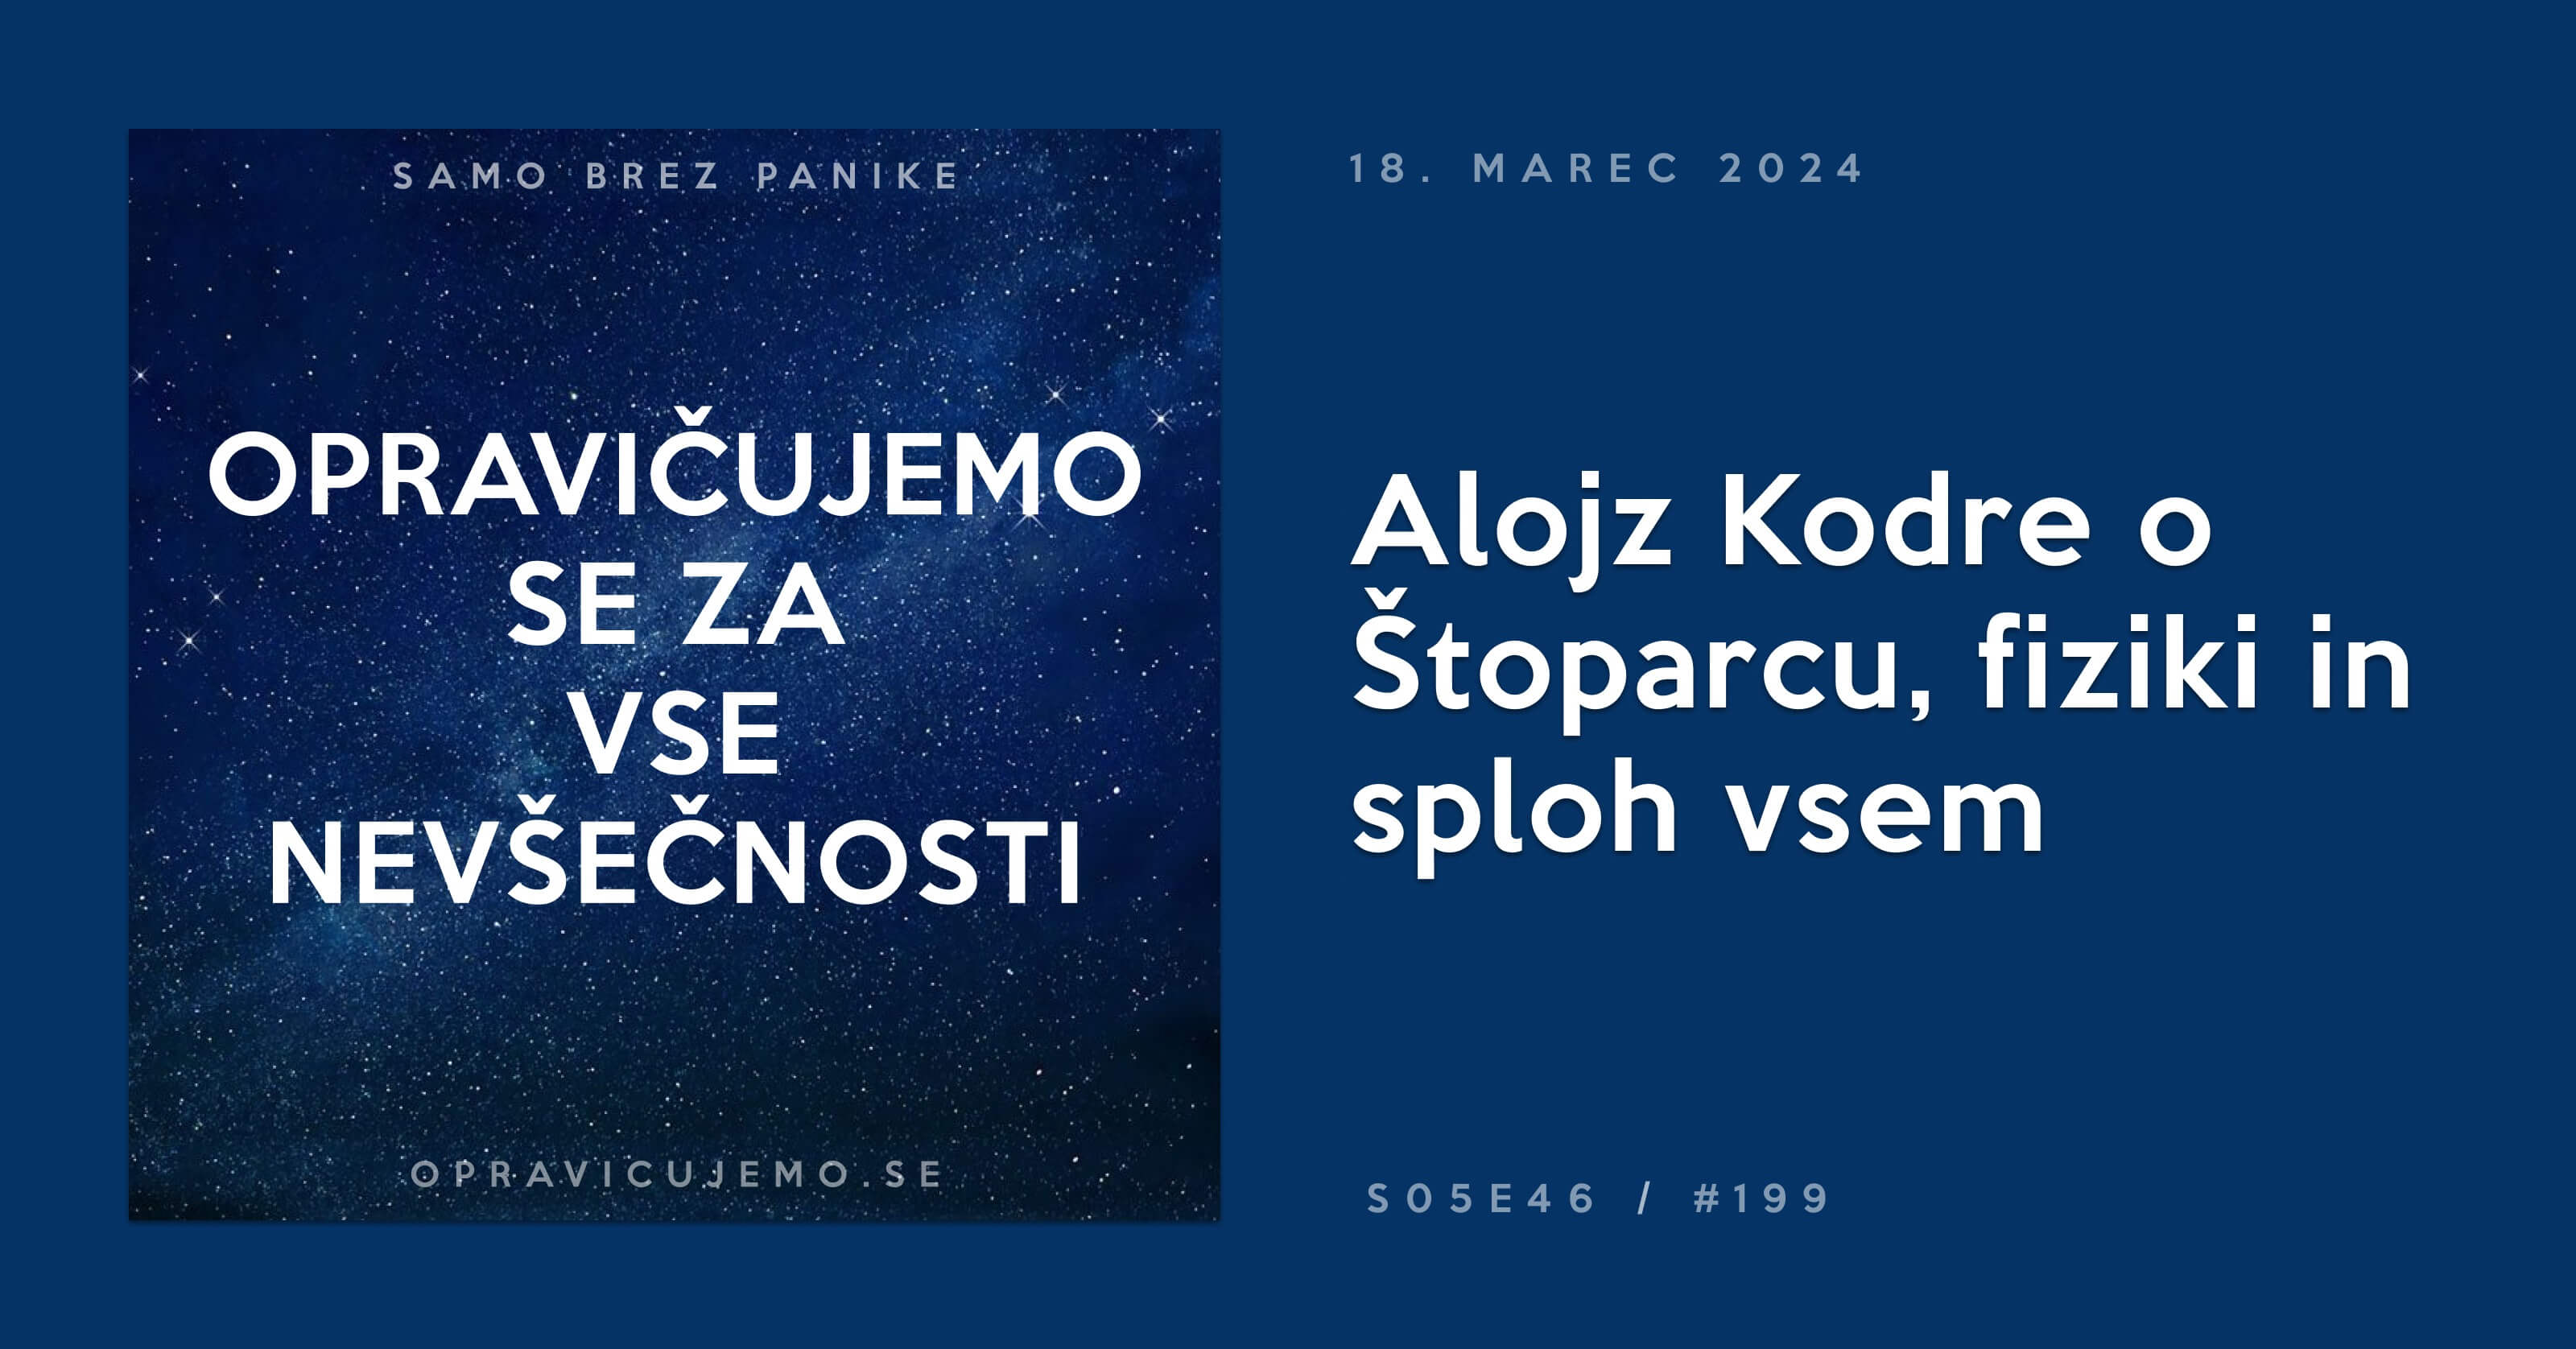 SAMO BREZ PANIKE
OPRAVIČUJEMO
SE ZA
VSE
NEVŠEČNOSTI
OPRAVICUJEMO.SE
18. MAREC 2024
Alojz Kodre o
Štoparcu, fiziki in
sploh vsem
S05E46 / #199